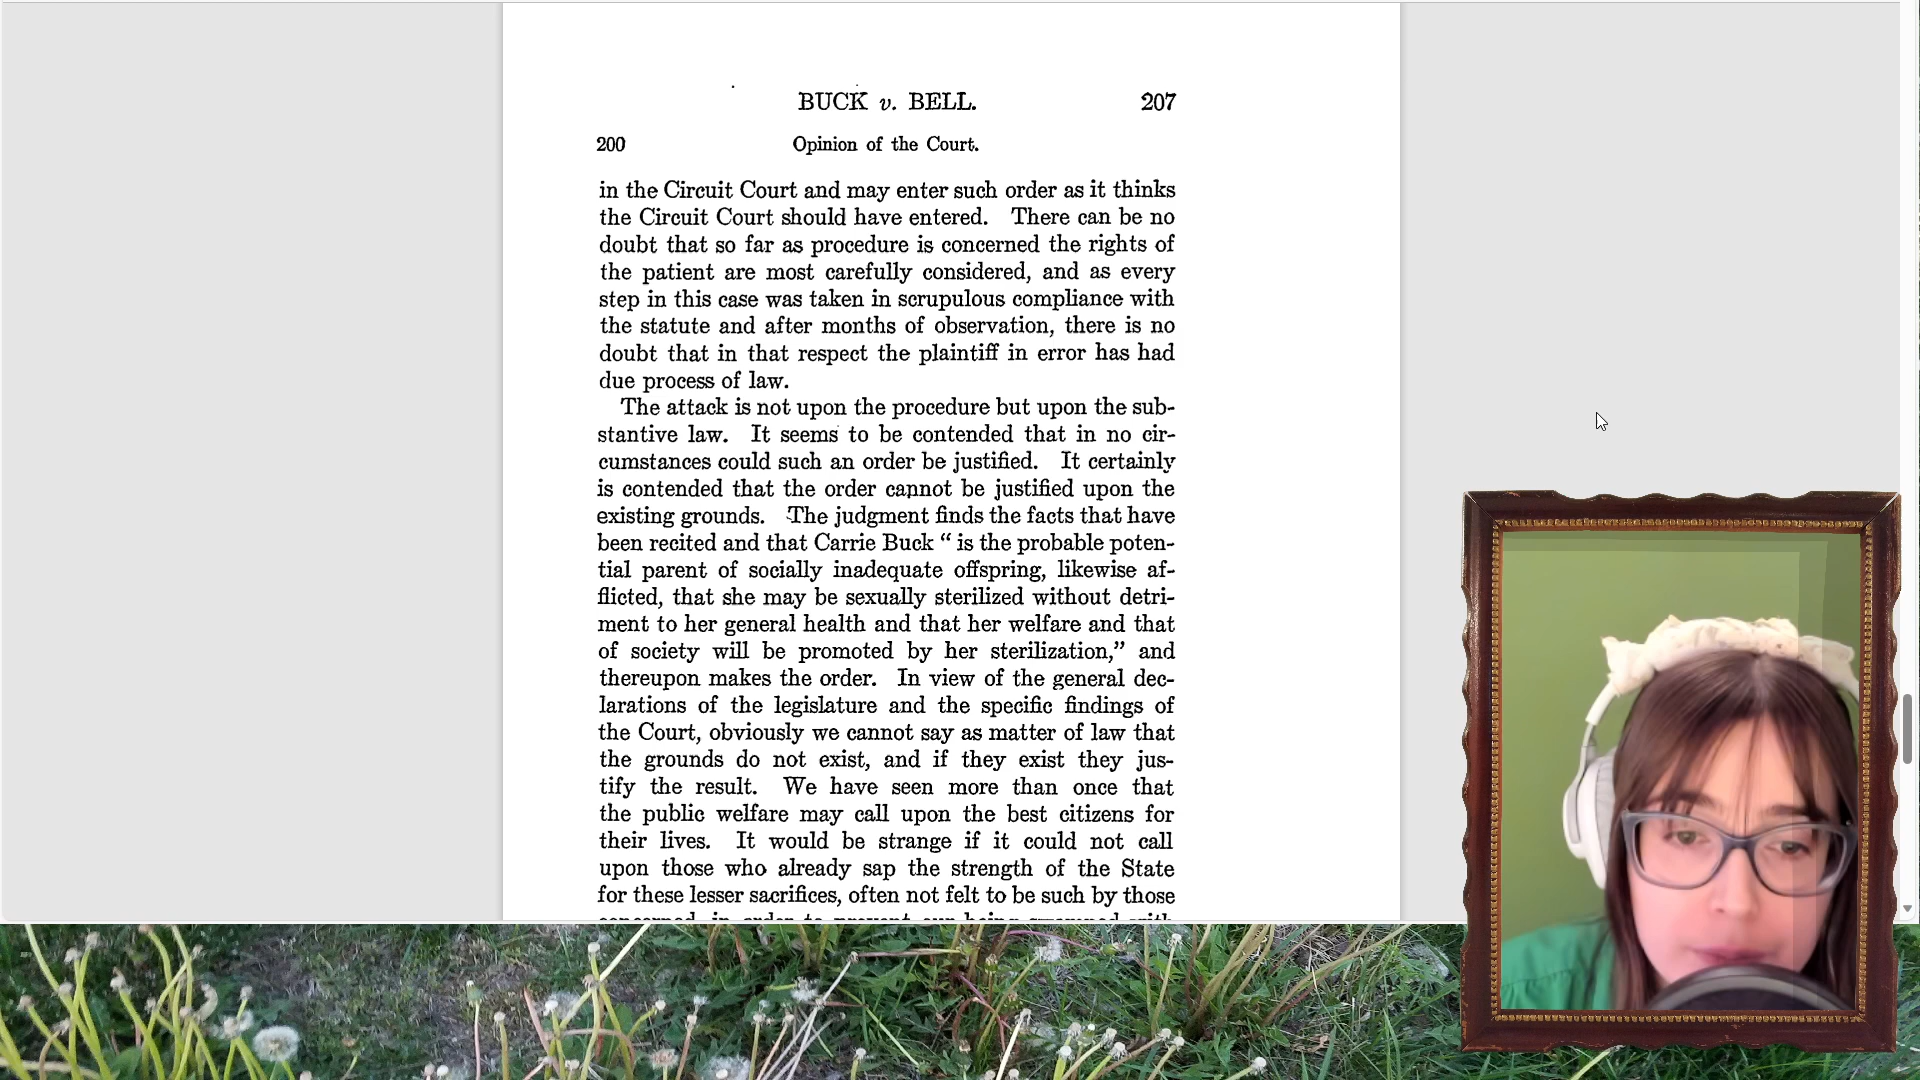 BUCK v. BELL. 207
200 Opinion of the Court.
in the Circuit Court and may enter such order as it thinks
the Circuit Court should have entered. There can be no
doubt that so far as procedure is concerned the rights of
the patient are most carefully considered, and as every
step in this case was taken in scrupulous compliance with
the statute and after months of observation, there is no
doubt that in that respect the plaintiff in error has had
due process of law.
The attack is not upon the procedure but upon the sub-
stantive law. It seems to be contended that in no cir-
cumstances could such an order be justified. It certainly
is contended that the order cannot be justified upon the
existing grounds. The judgment finds the facts that have
been recited and that Carrie Buck “ is the probable poten-
tial parent of socially inadequate offspring, likewise af-
flicted, that she may be sexually sterilized without detri-
ment to her general health and that her welfare and that
of society will be promoted by her sterilization,” and
thereupon makes the order. In view of the general dec-
larations of the legislature and the specific findings of
the Court, obviously we cannot say as matter of law that
the grounds do not exist, and if they exist they jus-
tify the result. We have seen more than once that
the public welfare may call upon the best citizens for
their lives. It would be strange if it could not call
upon those who already sap the strength of the State
for these lesser sacrifices, often not felt to be such by those
concerned, in order to prevent our being swamped with